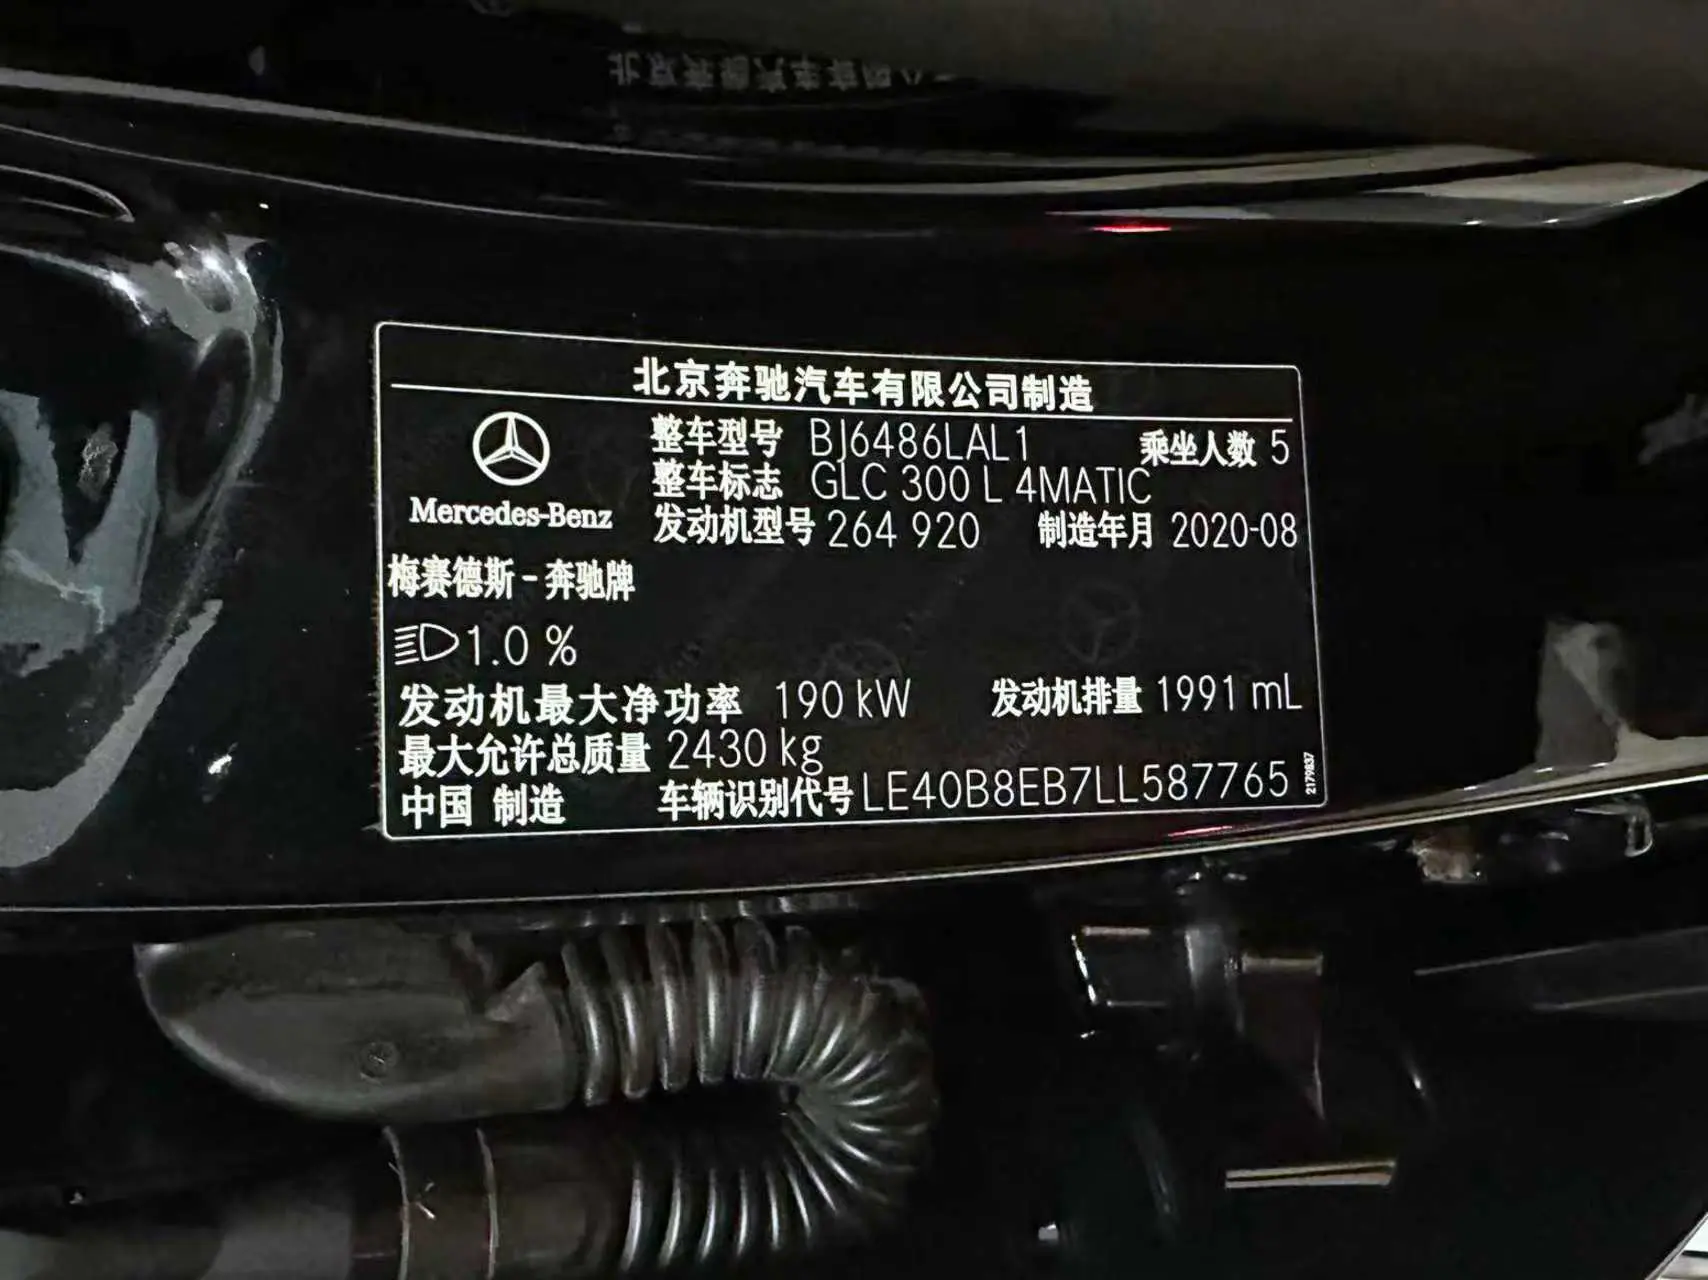 北京奔驰汽车有限公司制造
整车型号 BJ6486LAL1 乘坐人数 5
整车标志 GLC 300 L 4MATIC
Mercedes-Benz
发动机型号 264 920 制造年月 2020-08
梅赛德斯-奔驰牌
1.0 %
发动机最大净功率 190 kW 发动机排量 1991 mL
最大允许总质量 2430 kg
中国 制造 车辆识别代号 LE40B8EB7LL587765
2179837